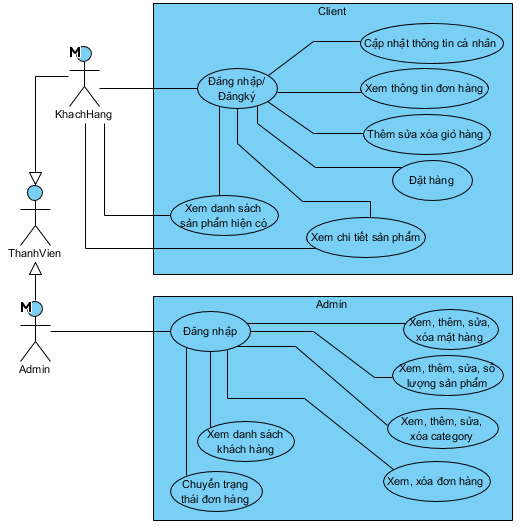 Client
M
KhachHang
Đăng nhập/
Đăngký
Cập nhật thông tin cá nhân
Xem thông tin đơn hàng
Thêm sửa xóa giỏ hàng
Đặt hàng
Xem danh sách
sản phẩm hiện có
Xem chi tiết sản phẩm
ThanhVien
Admin
M
Admin
Đăng nhập
Xem, thêm, sửa,
xóa mặt hàng
Xem, thêm, sửa, số
lượng sản phẩm
Xem, thêm, sửa,
xóa category
Xem, xóa đơn hàng
Xem danh sách
khách hàng
Chuyển trạng
thái đơn hàng